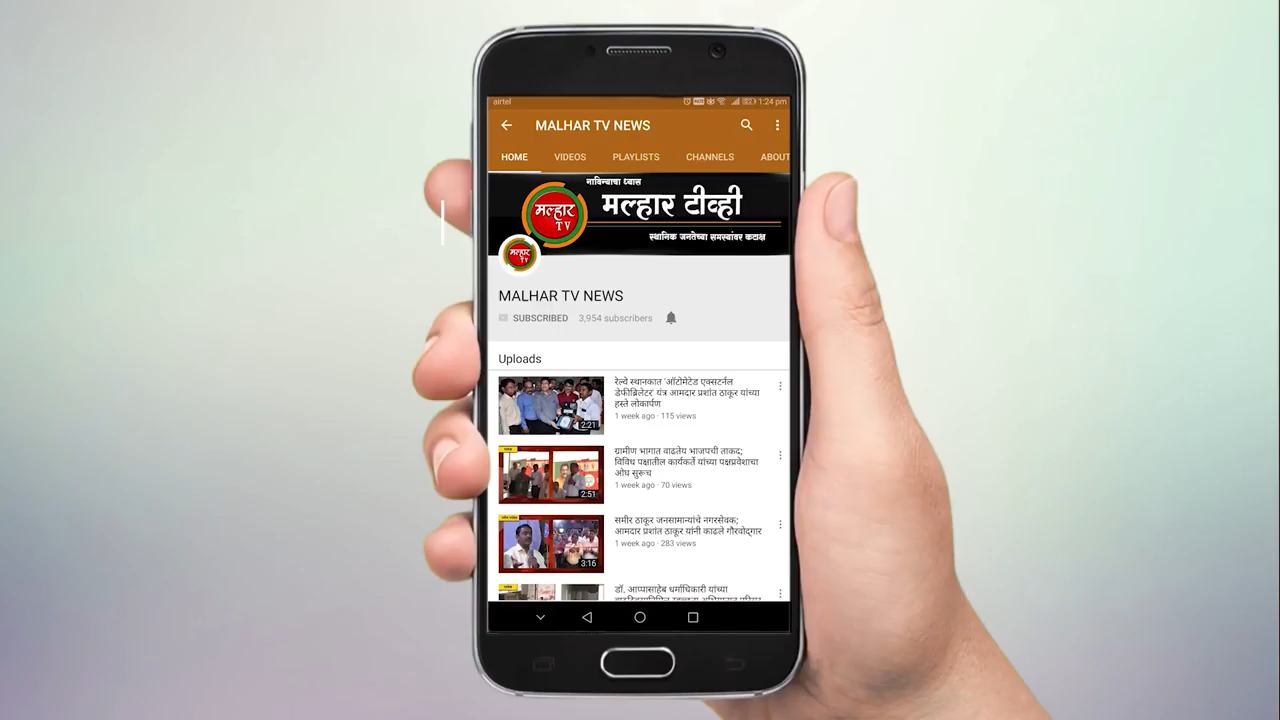 airtel
1:24 pm
MALHAR TV NEWS
HOME VIDEOS PLAYLISTS CHANNELS ABOUT
नाविन्याचा ध्यास
मल्हार टीव्ही
स्थानिक जनतेच्या समस्यांवर कटाक्ष
मल्हार
TV
मल्हार
TV
MALHAR TV NEWS
SUBSCRIBED 3,954 subscribers
Uploads
रेल्वे स्थानकात 'ऑटोमेटेड एक्सटर्नल
डेफीब्रिलेटर' यंत्र आमदार प्रशांत ठाकूर यांच्या
हस्ते लोकार्पण
1 week ago · 115 views
2:21
ग्रामीण भागात वाढतेय भाजपची ताकद;
विविध पक्षातील कार्यकर्ते यांच्या पक्षप्रवेशाचा
ओघ सुरूच
1 week ago · 70 views
2:51
समीर ठाकूर जनसामान्यांचे नगरसेवक;
आमदार प्रशांत ठाकूर यांनी काढले गौरवोद्गार
1 week ago · 283 views
3:16
डॉ. आप्पासाहेब धर्माधिकारी यांच्या